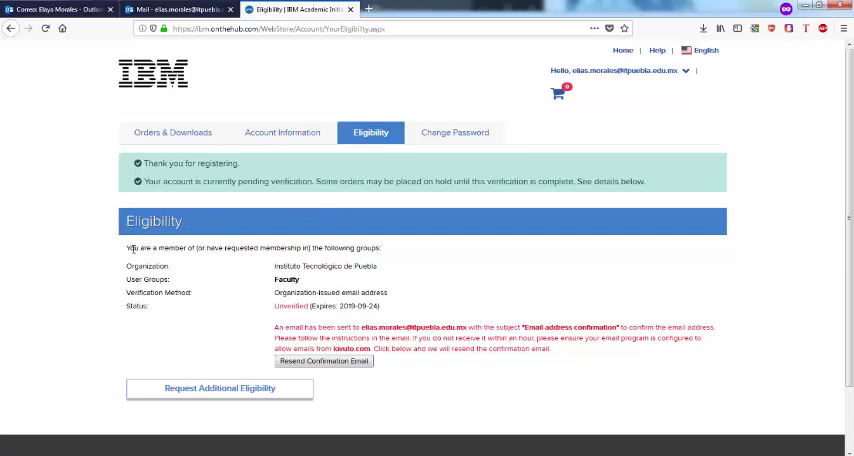 Correo: Elaya Morales - Outloo
Mail - elias.morales@itpuebla.e
Eligibility | IBM Academic Initia
https://ibm.onthehub.com/WebStore/Account/YourEligibility.aspx
Home | Help | English
IBM
Hello, elias.morales@itpuebla.edu.mx |
0
Orders & Downloads
Account Information
Eligibility
Change Password
Thank you for registering.
Your account is currently pending verification. Some orders may be placed on hold until this verification is complete. See details below.
Eligibility
You are a member of (or have requested membership in) the following groups:
Organization: Instituto Tecnológico de Puebla
User Groups: Faculty
Verification Method: Organization-issued email address
Status: Unverified (Expires: 2019-09-24)
An email has been sent to elias.morales@itpuebla.edu.mx with the subject "Email address confirmation" to confirm the email address.
Please follow the instructions in the email. If you do not receive it within an hour, please ensure your email program is configured to
allow emails from kivuto.com. Click below and we will resend the confirmation email.
Resend Confirmation Email
Request Additional Eligibility